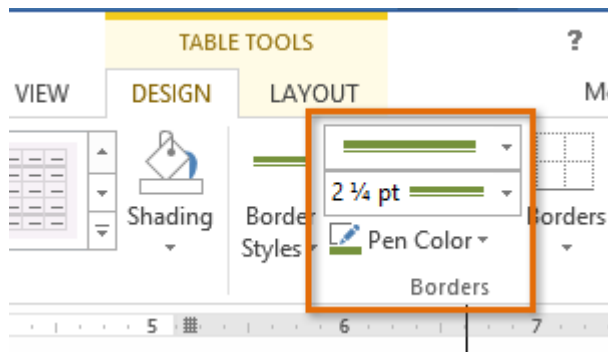 TABLE TOOLS
?
VIEW
DESIGN
LAYOUT
2 ¼ pt
Shading
Border
Styles
Pen Color
Borders
Borders
5
6
7